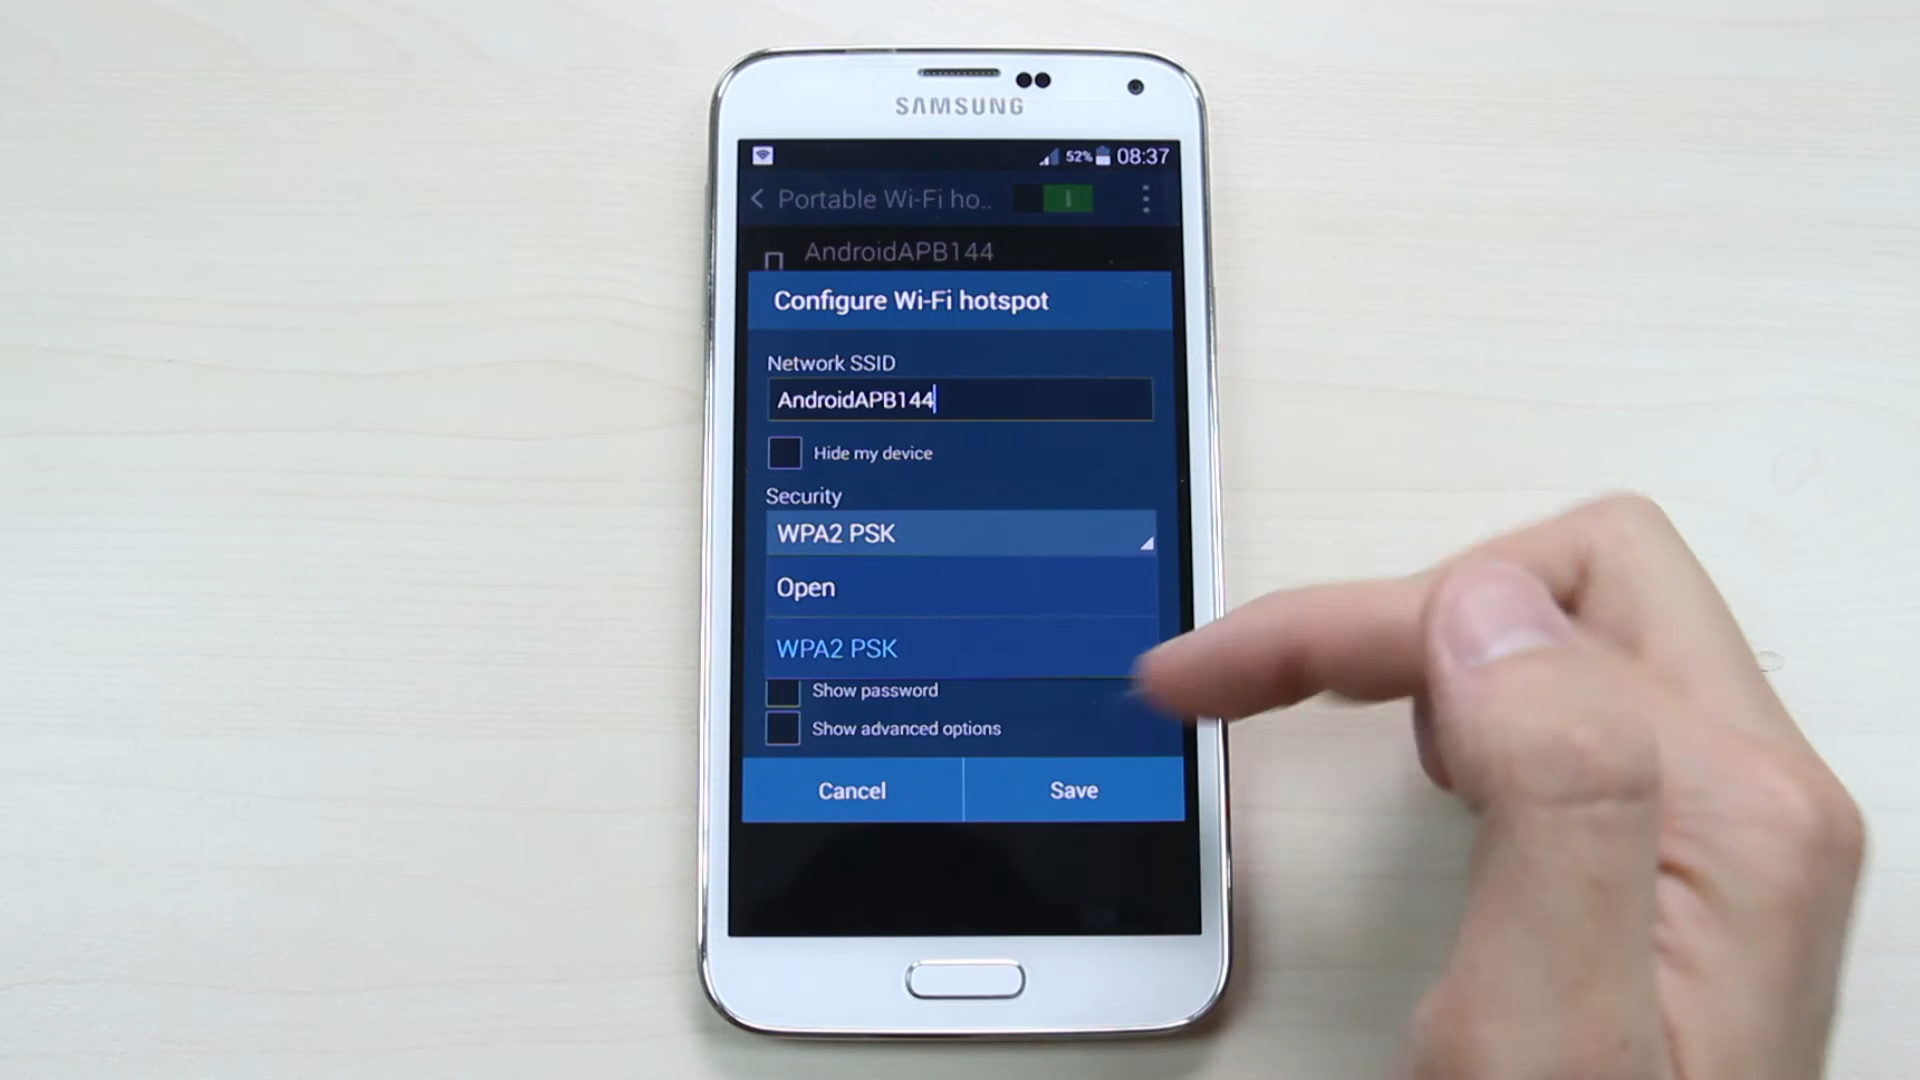 SAMSUNG
52% 08:37
Portable Wi-Fi ho..
AndroidAPB144
Configure Wi-Fi hotspot
Network SSID
AndroidAPB144
Hide my device
Security
WPA2 PSK
Open
WPA2 PSK
Show password
Show advanced options
Cancel Save